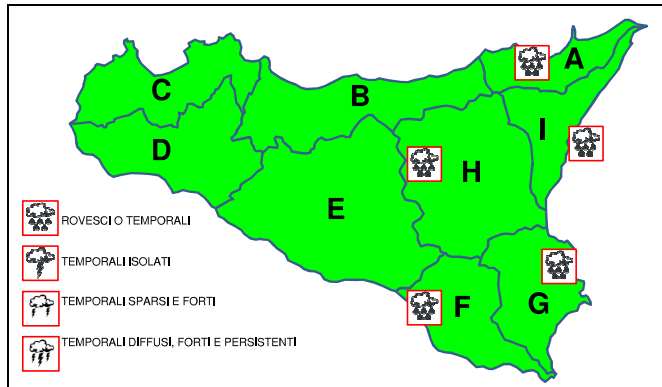 A
C
B
I
D
H
E
ROVESCI O TEMPORALI
TEMPORALI ISOLATI
TEMPORALI SPARSI E FORTI
F
G
TEMPORALI DIFFUSI, FORTI E PERSISTENTI